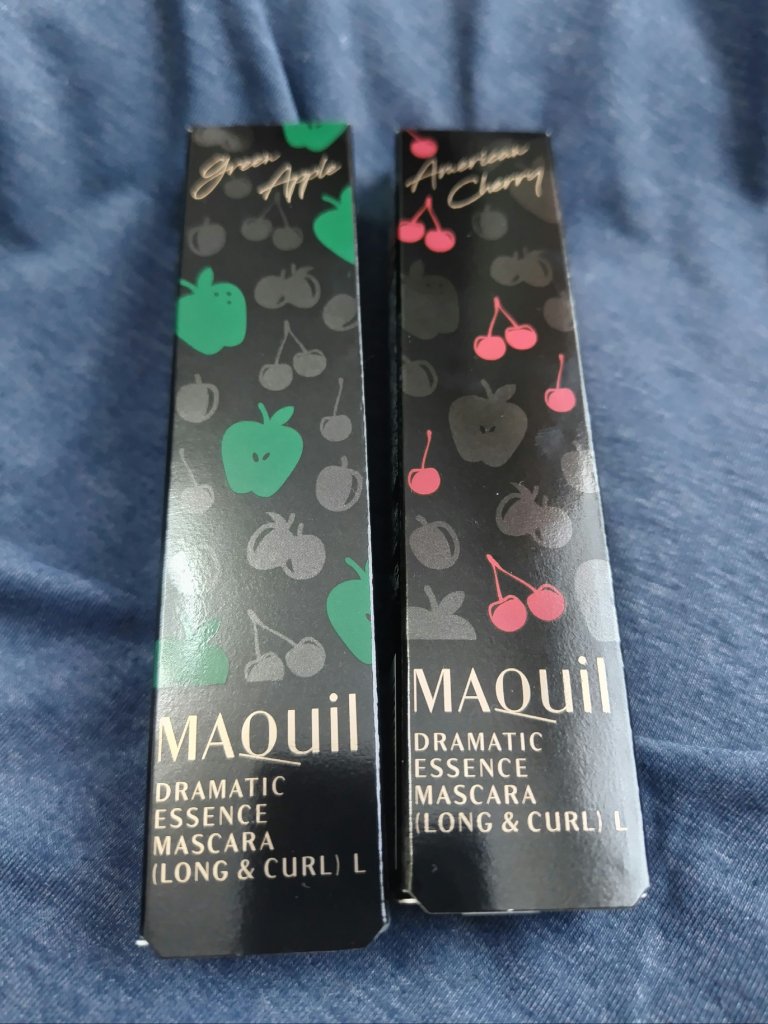 Green
Apple
MAQuil
DRAMATIC
ESSENCE
MASCARA
(LONG & CURL) L
American
Cherry
MAQuil
DRAMATIC
ESSENCE
MASCARA
(LONG & CURL) L